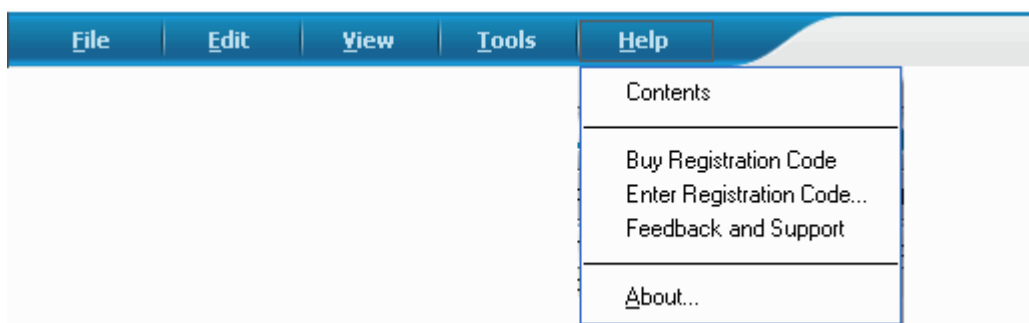 File Edit View Tools Help
Contents
Buy Registration Code
Enter Registration Code...
Feedback and Support
About...